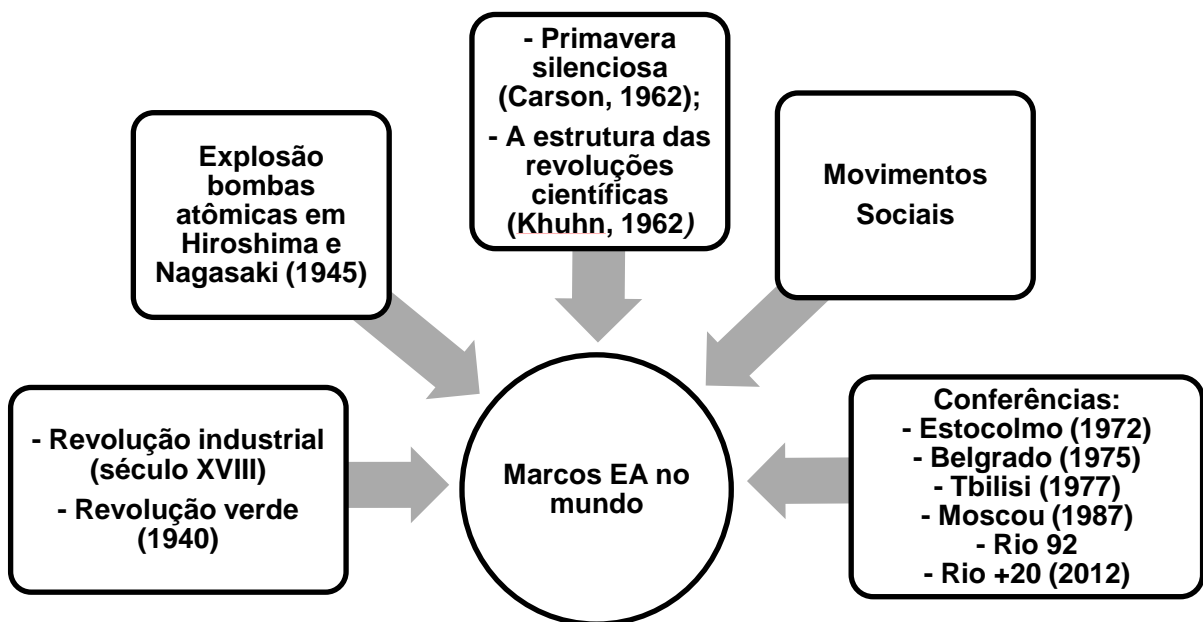 - Primavera
silenciosa
(Carson, 1962);
- A estrutura das
revoluções
científicas
(Khuhn, 1962)
Explosão
bombas
atômicas em
Hiroshima e
Nagasaki (1945)
Movimentos
Sociais
- Revolução industrial
(século XVIII)
- Revolução verde
(1940)
Marcos EA no
mundo
Conferências:
- Estocolmo (1972)
- Belgrado (1975)
- Tbilisi (1977)
- Moscou (1987)
- Rio 92
- Rio +20 (2012)